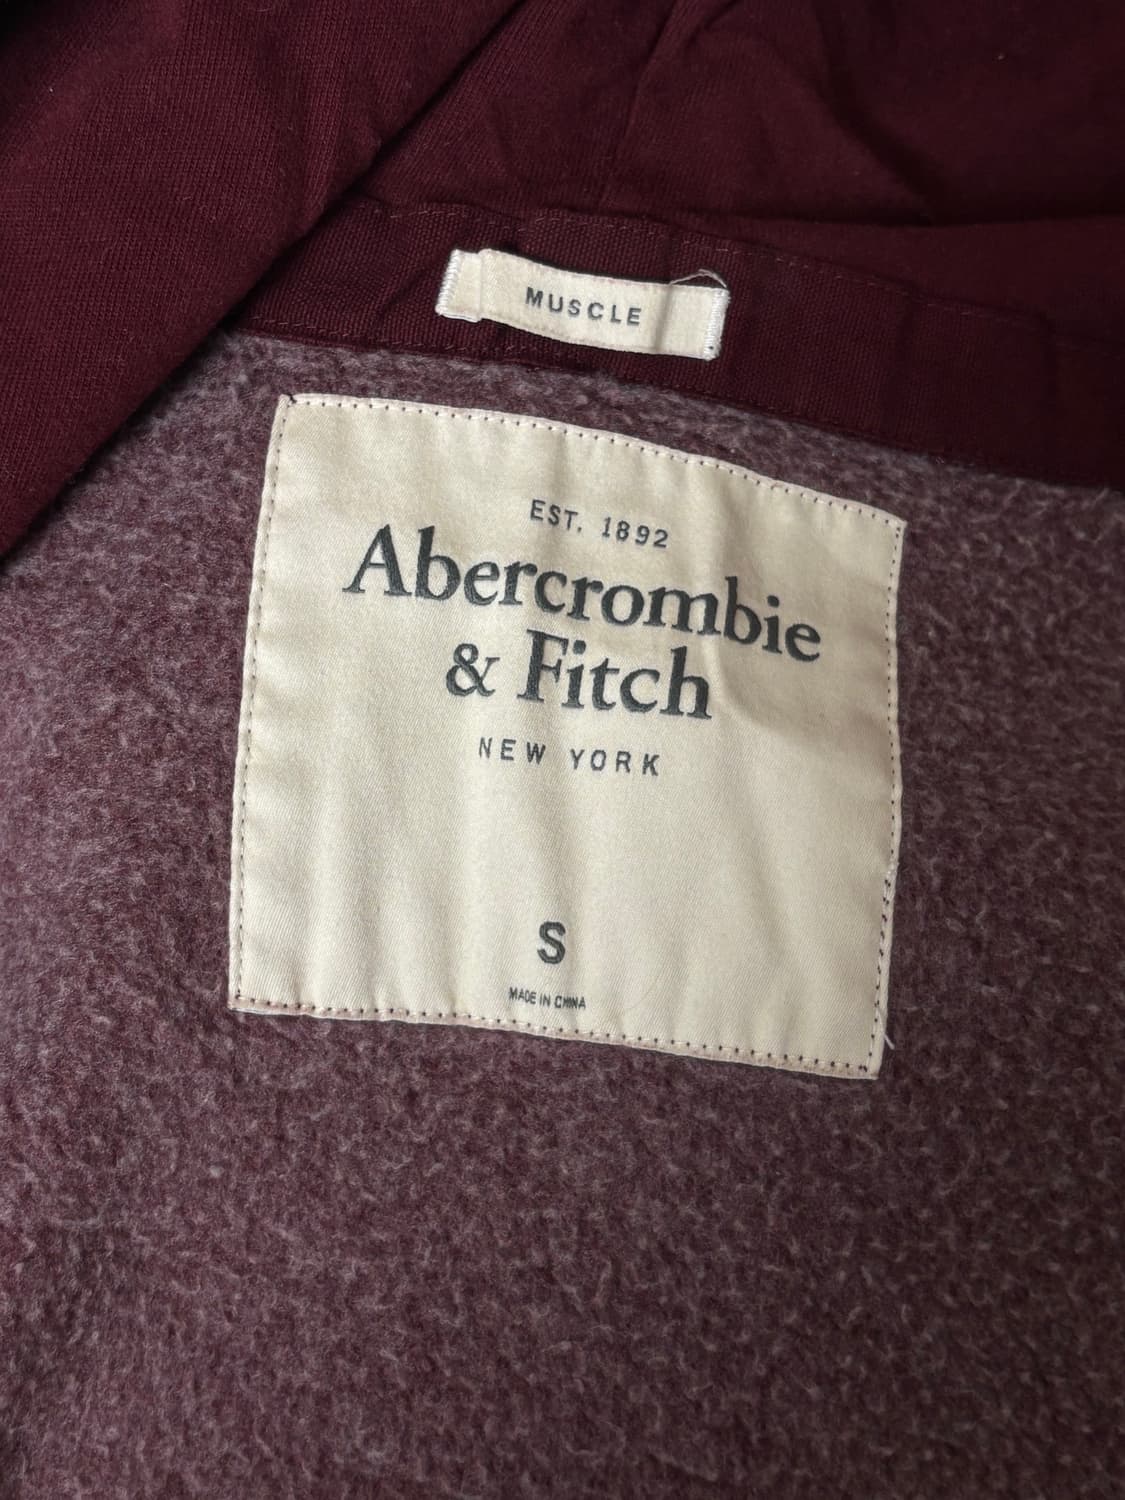 MUSCLE
EST. 1892
Abercrombie
& Fitch
NEW YORK
S
MADE IN CHINA